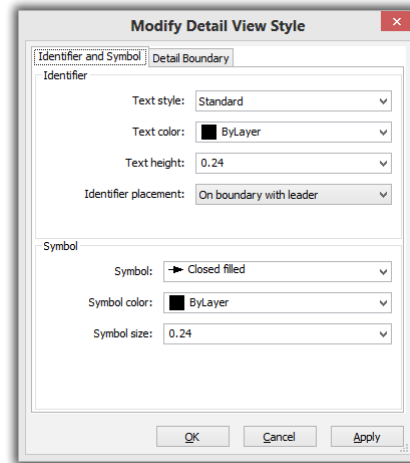 Modify Detail View Style
Identifier and Symbol Detail Boundary
Identifier
Text style: Standard
Text color: ByLayer
Text height: 0.24
Identifier placement: On boundary with leader
Symbol
Symbol: Closed filled
Symbol color: ByLayer
Symbol size: 0.24
OK Cancel Apply